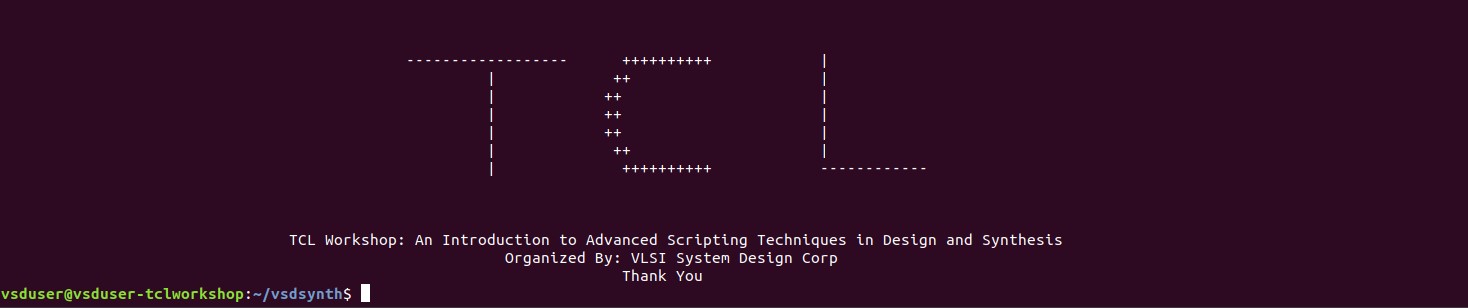 ------------------      ++++++++++            |
         |             ++                     |
         |            ++                      |
         |            ++                      |
         |            ++                      |
         |             ++                     |
         |              ++++++++++            ------------
TCL Workshop: An Introduction to Advanced Scripting Techniques in Design and Synthesis
Organized By: VLSI System Design Corp
Thank You
vsduser@vsduser-tclworkshop:~/vsdsynth$